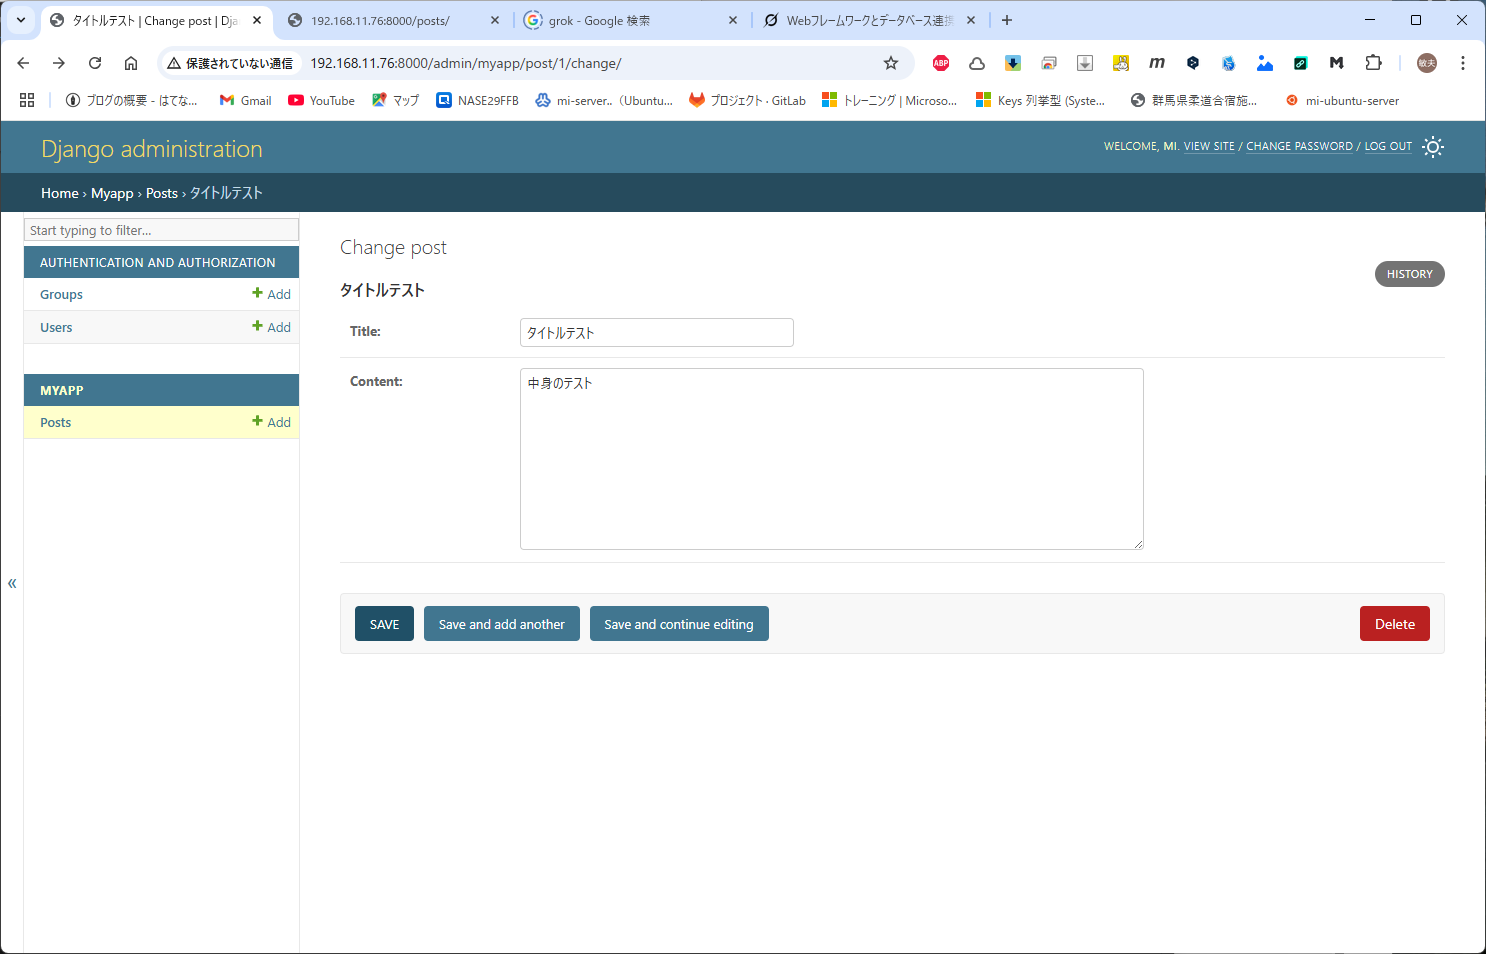 タイトルテスト | Change post | Dja
192.168.11.76:8000/posts/
grok - Google 検索
Webフレームワークとデータベース連携
保護されていない通信
192.168.11.76:8000/admin/myapp/post/1/change/
ABP
敏夫
ブログの概要 - はてな...
Gmail
YouTube
マップ
NASE29FFB
mi-server.. (Ubuntu...
プロジェクト · GitLab
トレーニング | Microso...
Keys 列挙型 (Syste...
群馬県柔道合宿施...
mi-ubuntu-server
Django administration
WELCOME, MI. VIEW SITE / CHANGE PASSWORD / LOG OUT
Home › Myapp › Posts › タイトルテスト
Start typing to filter...
AUTHENTICATION AND AUTHORIZATION
Groups
Add
Users
Add
MYAPP
Posts
Add
Change post
HISTORY
タイトルテスト
Title:
タイトルテスト
Content:
中身のテスト
«
SAVE
Save and add another
Save and continue editing
Delete